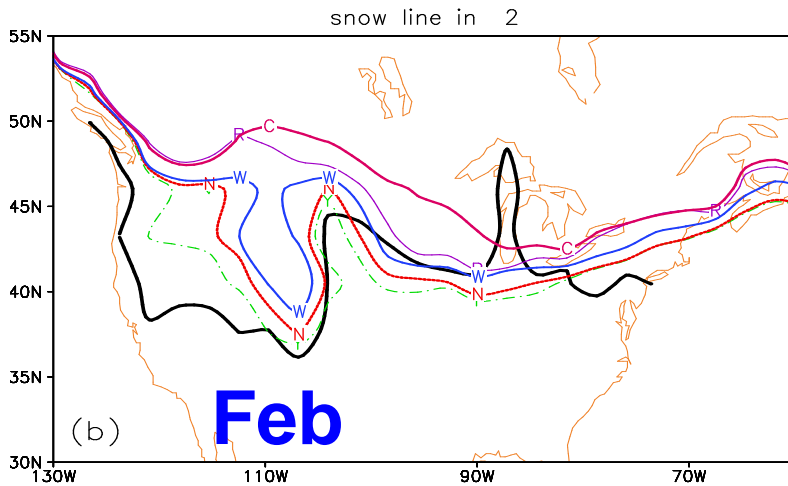 snow line in 2
55N
50N
45N
40N
35N
30N
130W 110W 90W 70W
C
R
W W
N N
R
C
R
W
N
W
N
Y
T
(b)
Feb